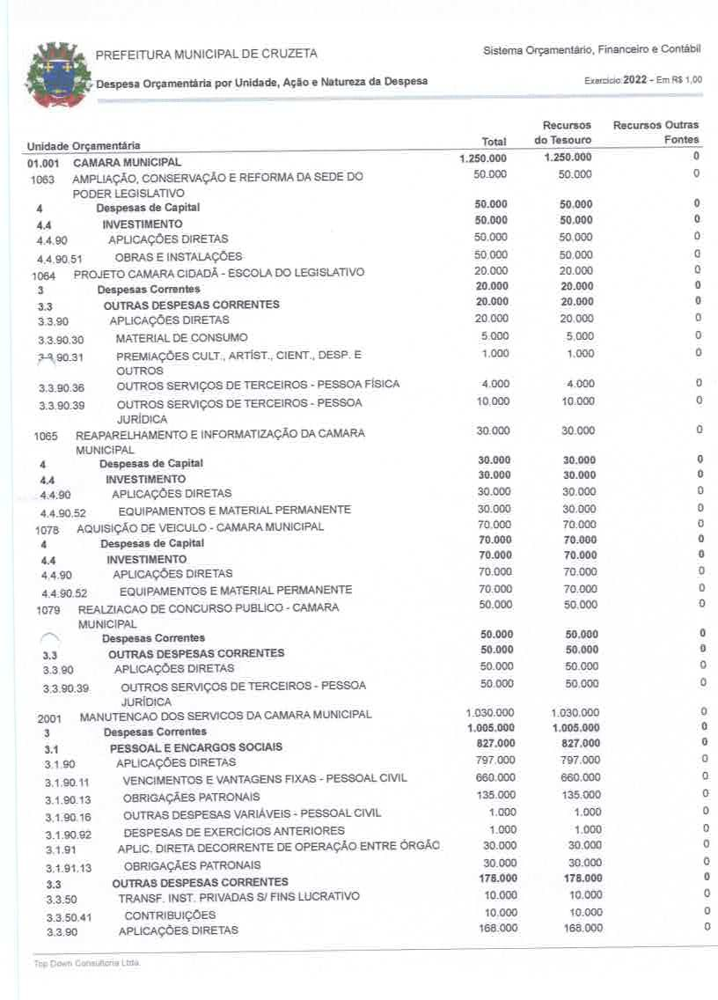 PREFEITURA MUNICIPAL DE CRUZETA Sistema Orçamentário, Financeiro e Contábil
Despesa Orçamentária por Unidade, Ação e Natureza da Despesa Exercício: 2022 - Em R$ 1,00
Recursos Recursos Outras
Unidade Orçamentária Total do Tesouro Fontes
01.001 CAMARA MUNICIPAL 1.250.000 1.250.000 0
1063 AMPLIAÇÃO, CONSERVAÇÃO E REFORMA DA SEDE DO 50.000 50.000 0
PODER LEGISLATIVO
4 Despesas de Capital 50.000 50.000 0
4.4 INVESTIMENTO 50.000 50.000 0
4.4.90 APLICAÇÕES DIRETAS 50.000 50.000 0
4.4.90.51 OBRAS E INSTALAÇÕES 50.000 50.000 0
1064 PROJETO CAMARA CIDADÃ - ESCOLA DO LEGISLATIVO 20.000 20.000 0
3 Despesas Correntes 20.000 20.000 0
3.3 OUTRAS DESPESAS CORRENTES 20.000 20.000 0
3.3.90 APLICAÇÕES DIRETAS 20.000 20.000 0
3.3.90.30 MATERIAL DE CONSUMO 5.000 5.000 0
3.3.90.31 PREMIAÇÕES CULT., ARTÍST., CIENT., DESP. E 1.000 1.000 0
OUTROS
3.3.90.36 OUTROS SERVIÇOS DE TERCEIROS - PESSOA FÍSICA 4.000 4.000 0
3.3.90.39 OUTROS SERVIÇOS DE TERCEIROS - PESSOA 10.000 10.000 0
JURÍDICA
1065 REAPARELHAMENTO E INFORMATIZAÇÃO DA CAMARA 30.000 30.000 0
MUNICIPAL
4 Despesas de Capital 30.000 30.000 0
4.4 INVESTIMENTO 30.000 30.000 0
4.4.90 APLICAÇÕES DIRETAS 30.000 30.000 0
4.4.90.52 EQUIPAMENTOS E MATERIAL PERMANENTE 30.000 30.000 0
1078 AQUISIÇÃO DE VEICULO - CAMARA MUNICIPAL 70.000 70.000 0
4 Despesas de Capital 70.000 70.000 0
4.4 INVESTIMENTO 70.000 70.000 0
4.4.90 APLICAÇÕES DIRETAS 70.000 70.000 0
4.4.90.52 EQUIPAMENTOS E MATERIAL PERMANENTE 70.000 70.000 0
1079 REALZIACAO DE CONCURSO PUBLICO - CAMARA 50.000 50.000 0
MUNICIPAL
Despesas Correntes 50.000 50.000 0
3.3 OUTRAS DESPESAS CORRENTES 50.000 50.000 0
3.3.90 APLICAÇÕES DIRETAS 50.000 50.000 0
3.3.90.39 OUTROS SERVIÇOS DE TERCEIROS - PESSOA 50.000 50.000 0
JURÍDICA
2001 MANUTENCAO DOS SERVICOS DA CAMARA MUNICIPAL 1.030.000 1.030.000 0
3 Despesas Correntes 1.005.000 1.005.000 0
3.1 PESSOAL E ENCARGOS SOCIAIS 827.000 827.000 0
3.1.90 APLICAÇÕES DIRETAS 797.000 797.000 0
3.1.90.11 VENCIMENTOS E VANTAGENS FIXAS - PESSOAL CIVIL 660.000 660.000 0
3.1.90.13 OBRIGAÇÃES PATRONAIS 135.000 135.000 0
3.1.90.16 OUTRAS DESPESAS VARIÁVEIS - PESSOAL CIVIL 1.000 1.000 0
3.1.90.92 DESPESAS DE EXERCÍCIOS ANTERIORES 1.000 1.000 0
3.1.91 APLIC. DIRETA DECORRENTE DE OPERAÇÃO ENTRE ÓRGÃO 30.000 30.000 0
3.1.91.13 OBRIGAÇÃES PATRONAIS 30.000 30.000 0
3.3 OUTRAS DESPESAS CORRENTES 178.000 178.000 0
3.3.50 TRANSF. INST. PRIVADAS S/ FINS LUCRATIVO 10.000 10.000 0
3.3.50.41 CONTRIBUIÇÕES 10.000 10.000 0
3.3.90 APLICAÇÕES DIRETAS 168.000 168.000 0
Top Down Consultoria Ltda.